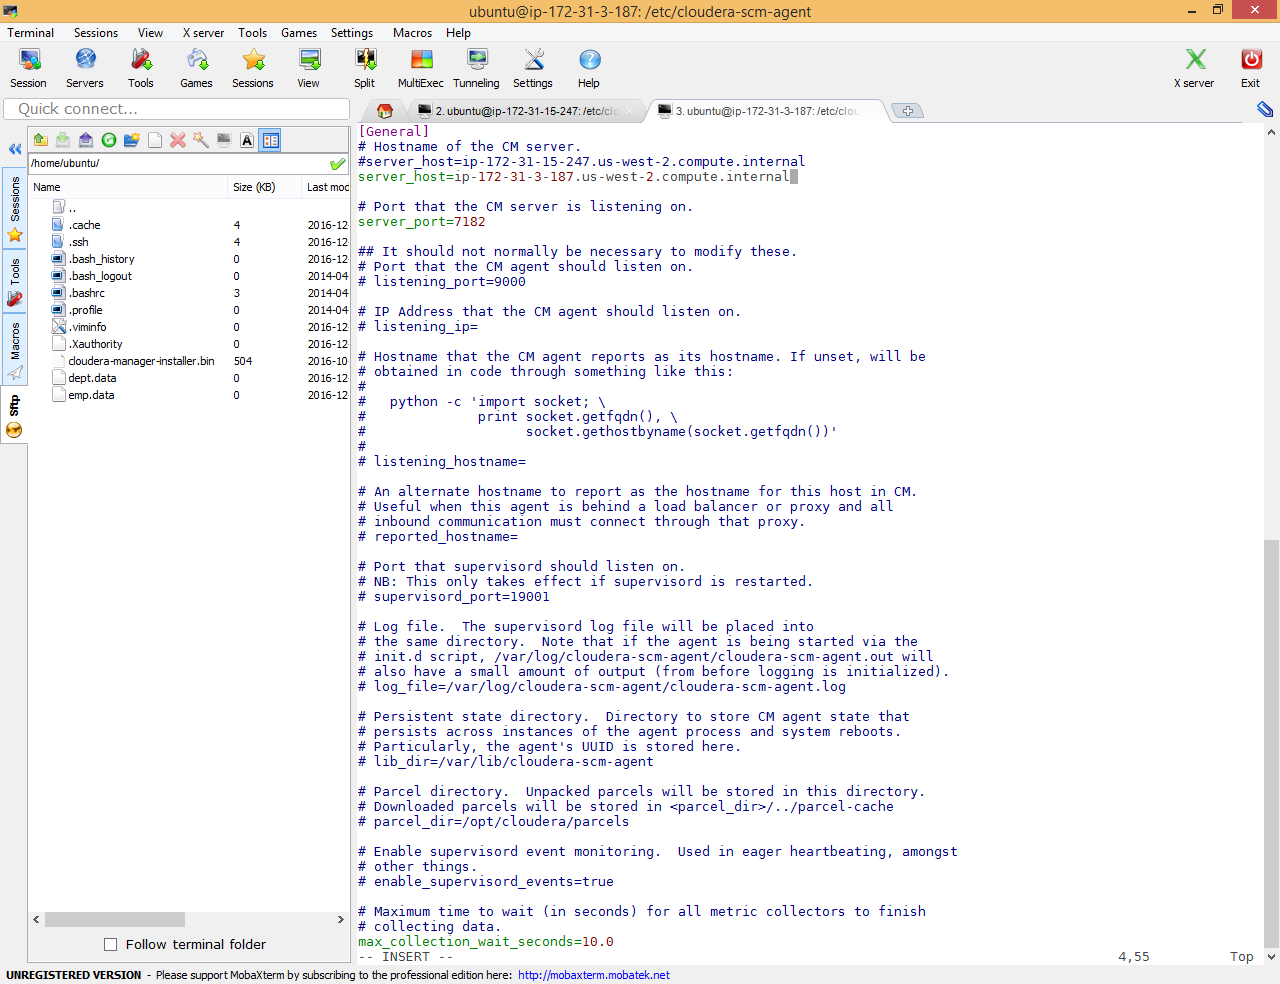 ubuntu@ip-172-31-3-187: /etc/cloudera-scm-agent
Terminal Sessions View X server Tools Games Settings Macros Help
Session Servers Tools Games Sessions View Split MultiExec Tunneling Settings Help X server Exit
Quick connect...
2. ubuntu@ip-172-31-15-247: /etc/clo
3. ubuntu@ip-172-31-3-187: /etc/clou
Sessions
Tools
Macros
Sftp
/home/ubuntu/
Name Size (KB) Last mod
..
.cache 4 2016-12-
.ssh 4 2016-12-
.bash_history 0 2016-12-
.bash_logout 0 2014-04-
.bashrc 3 2014-04-
.profile 0 2014-04-
.viminfo 0 2016-12-
.Xauthority 0 2016-12-
cloudera-manager-installer.bin 504 2016-10-
dept.data 0 2016-12-
emp.data 0 2016-12-
Follow terminal folder
[General]
# Hostname of the CM server.
#server_host=ip-172-31-15-247.us-west-2.compute.internal
server_host=ip-172-31-3-187.us-west-2.compute.internal

# Port that the CM server is listening on.
server_port=7182

## It should not normally be necessary to modify these.
# Port that the CM agent should listen on.
# listening_port=9000

# IP Address that the CM agent should listen on.
# listening_ip=

# Hostname that the CM agent reports as its hostname. If unset, will be
# obtained in code through something like this:
#
#   python -c 'import socket; \
#              print socket.getfqdn(), \
#                    socket.gethostbyname(socket.getfqdn())'
#
# listening_hostname=

# An alternate hostname to report as the hostname for this host in CM.
# Useful when this agent is behind a load balancer or proxy and all
# inbound communication must connect through that proxy.
# reported_hostname=

# Port that supervisord should listen on.
# NB: This only takes effect if supervisord is restarted.
# supervisord_port=19001

# Log file.  The supervisord log file will be placed into
# the same directory.  Note that if the agent is being started via the
# init.d script, /var/log/cloudera-scm-agent/cloudera-scm-agent.out will
# also have a small amount of output (from before logging is initialized).
# log_file=/var/log/cloudera-scm-agent/cloudera-scm-agent.log

# Persistent state directory.  Directory to store CM agent state that
# persists across instances of the agent process and system reboots.
# Particularly, the agent's UUID is stored here.
# lib_dir=/var/lib/cloudera-scm-agent

# Parcel directory.  Unpacked parcels will be stored in this directory.
# Downloaded parcels will be stored in <parcel_dir>/../parcel-cache
# parcel_dir=/opt/cloudera/parcels

# Enable supervisord event monitoring.  Used in eager heartbeating, amongst
# other things.
# enable_supervisord_events=true

# Maximum time to wait (in seconds) for all metric collectors to finish
# collecting data.
max_collection_wait_seconds=10.0
-- INSERT -- 4,55 Top
UNREGISTERED VERSION - Please support MobaXterm by subscribing to the professional edition here: http://mobaxterm.mobatek.net